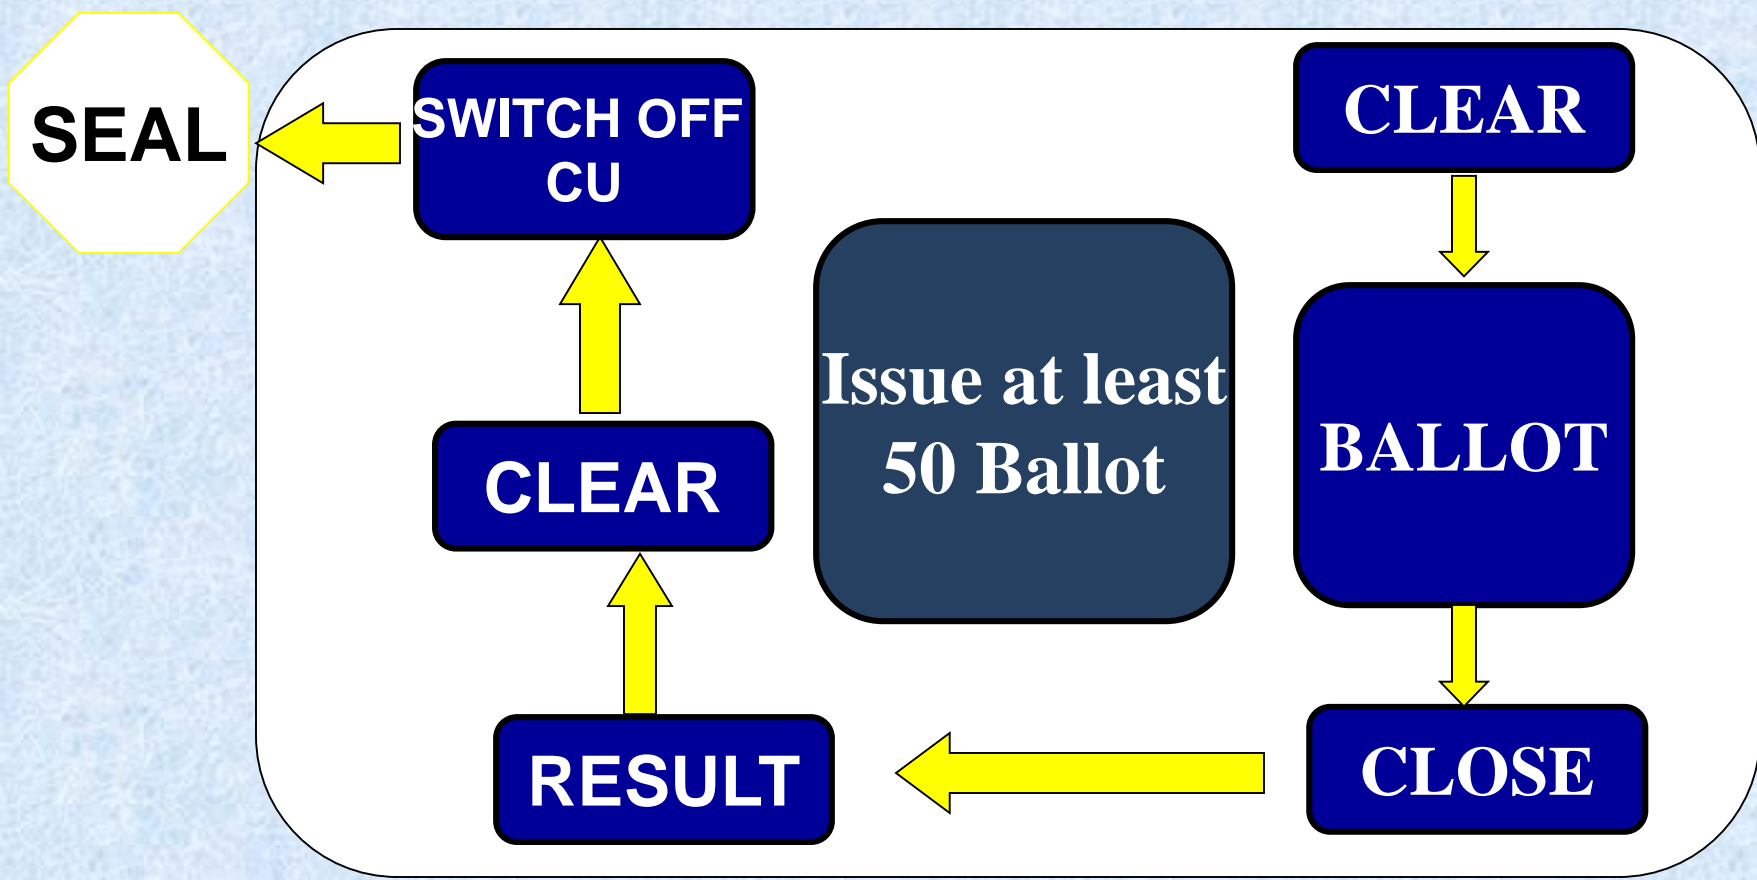 SEAL
SWITCH OFF
CU
CLEAR
Issue at least
50 Ballot
BALLOT
CLEAR
RESULT
CLOSE